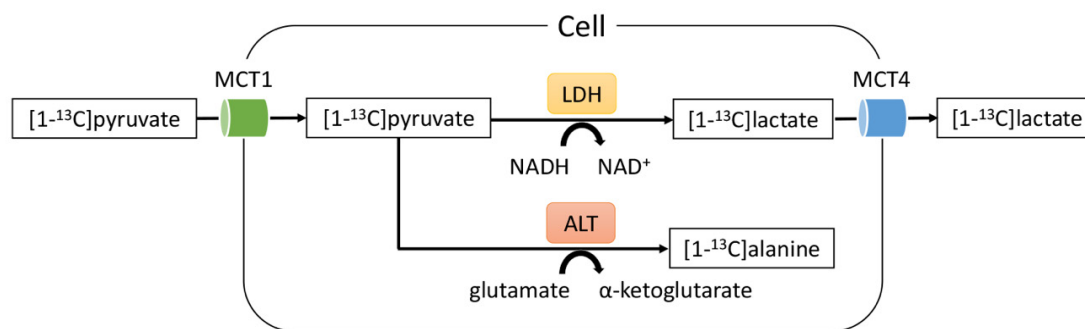 Cell
MCT1
MCT4
LDH
[1-¹³C]pyruvate
[1-¹³C]pyruvate
[1-¹³C]lactate
[1-¹³C]lactate
NADH
NAD⁺
ALT
[1-¹³C]alanine
glutamate
α-ketoglutarate